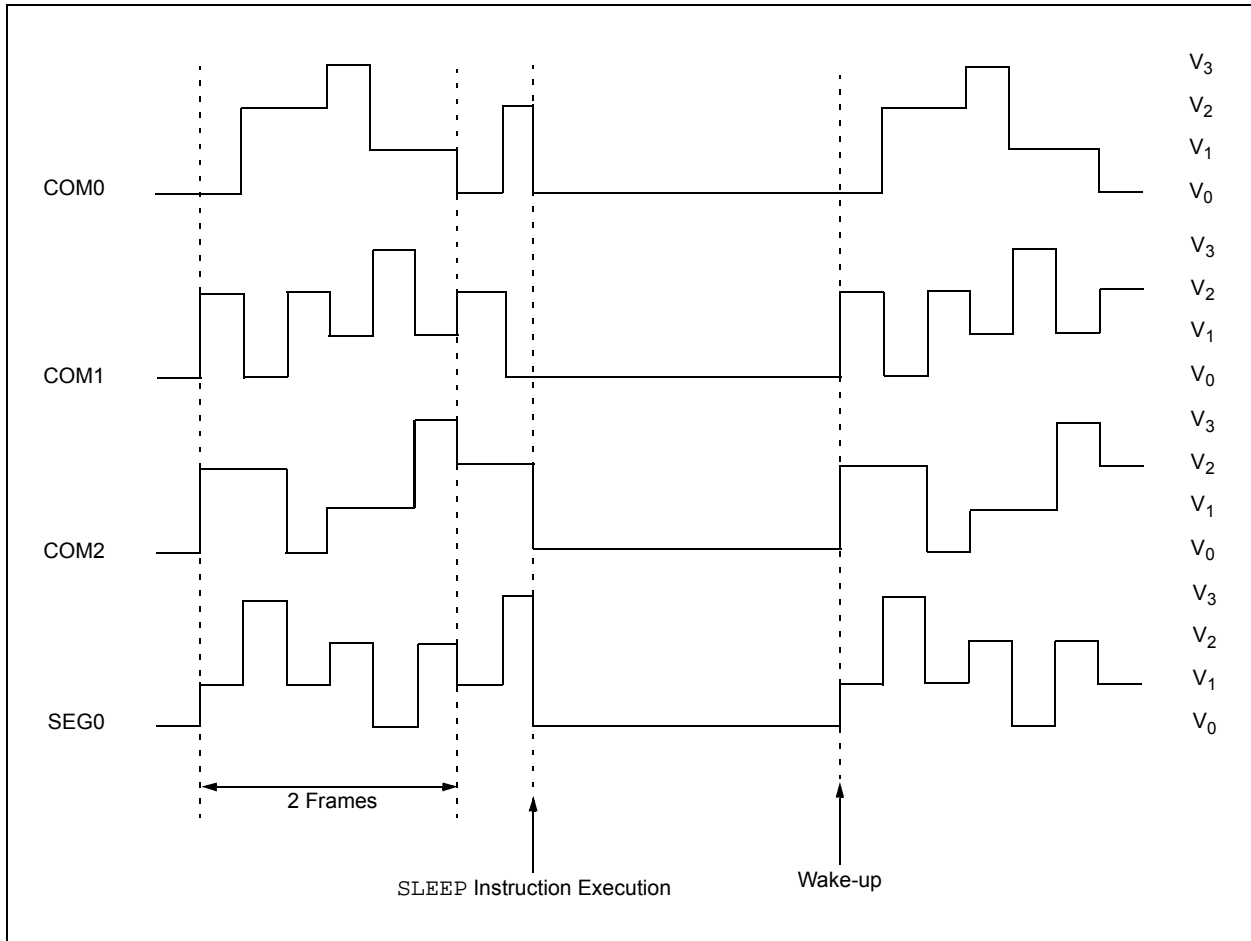 V3
V2
V1
COM0
V0
V3
V2
V1
COM1
V0
V3
V2
V1
COM2
V0
V3
V2
V1
SEG0
V0
2 Frames
SLEEP Instruction Execution
Wake-up